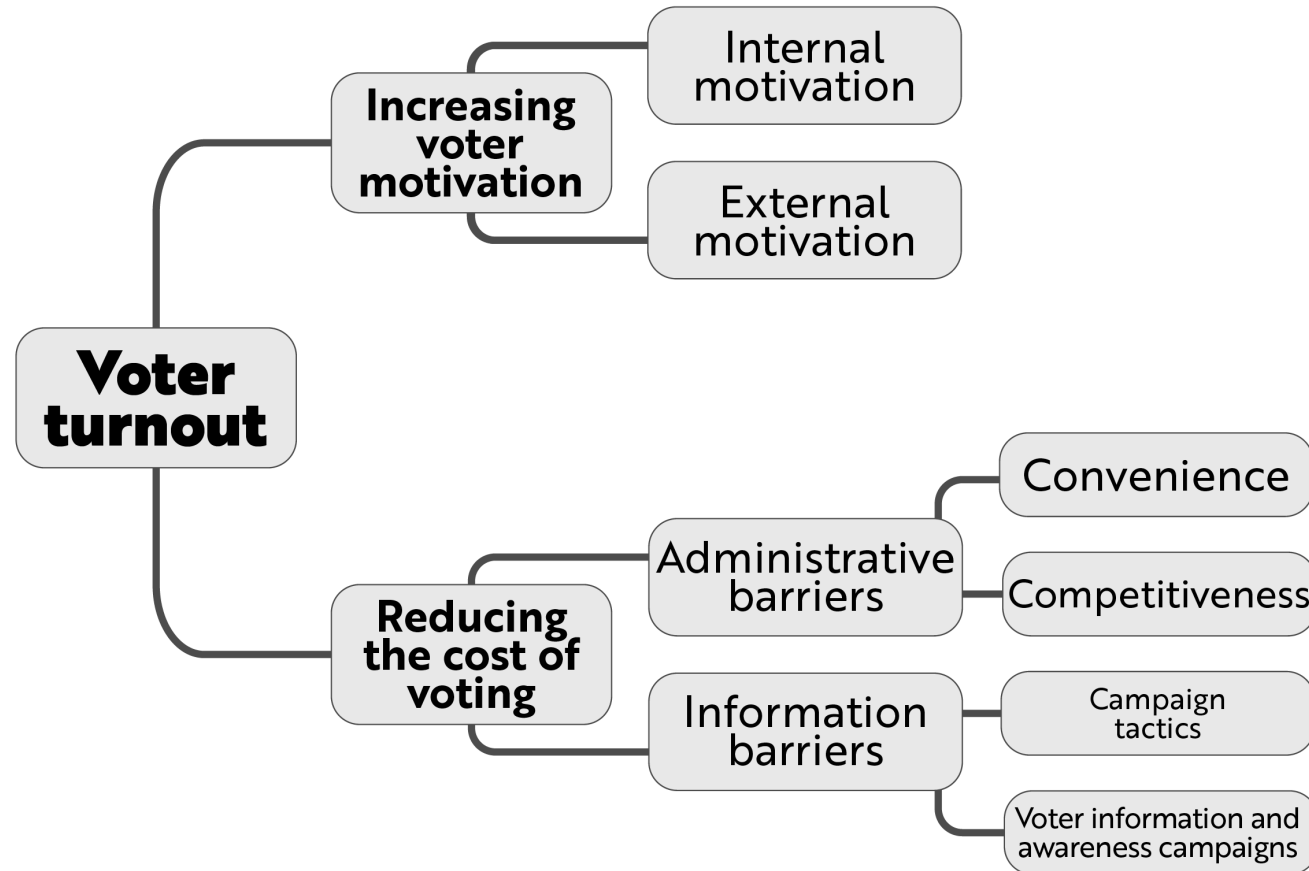 Internal
motivation
Increasing
voter
motivation
External
motivation
Voter
turnout
Convenience
Administrative
barriers
Competitiveness
Reducing
the cost of
voting
Information
barriers
Campaign
tactics
Voter information and
awareness campaigns